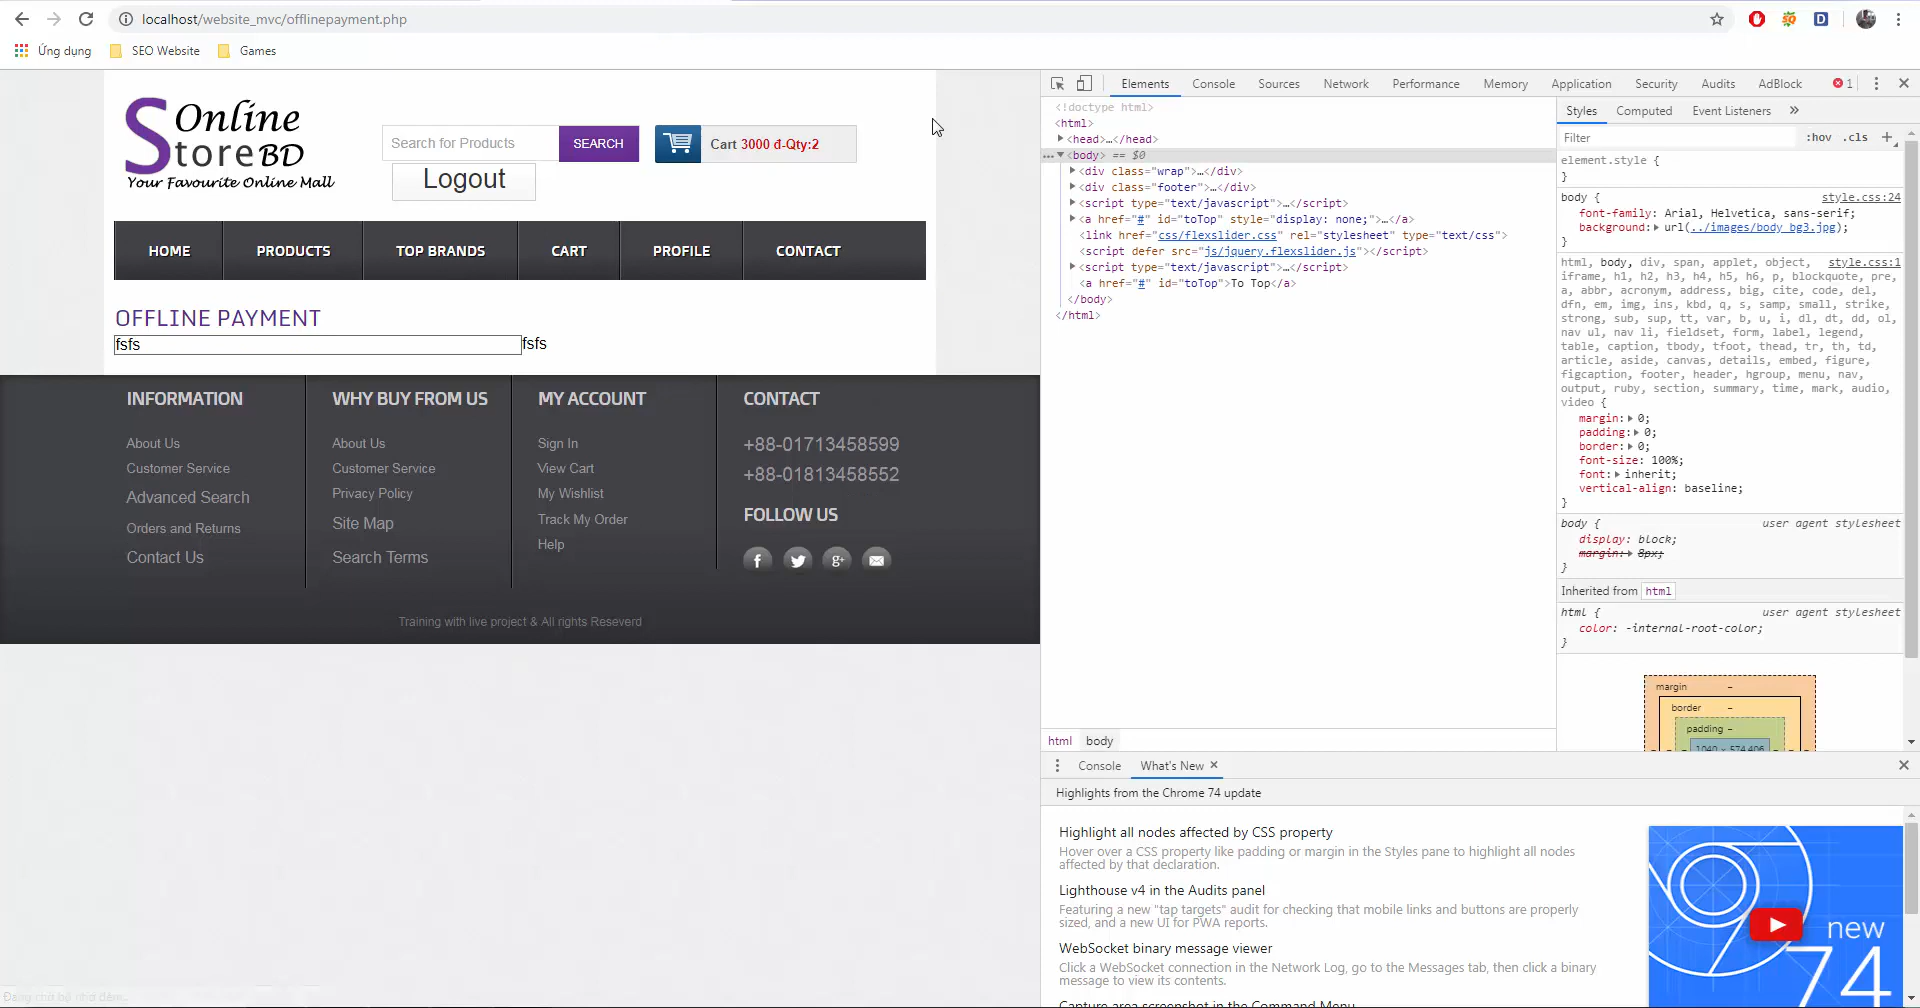 localhost/website_mvc/offlinepayment.php
Ứng dụng SEO Website Games
Online
Store BD
Your Favourite Online Mall
Search for Products SEARCH Cart 3000 đ-Qty:2
Logout
HOME PRODUCTS TOP BRANDS CART PROFILE CONTACT
OFFLINE PAYMENT
fsfs fsfs
INFORMATION
About Us
Customer Service
Advanced Search
Orders and Returns
Contact Us
WHY BUY FROM US
About Us
Customer Service
Privacy Policy
Site Map
Search Terms
MY ACCOUNT
Sign In
View Cart
My Wishlist
Track My Order
Help
CONTACT
+88-01713458599
+88-01813458552
FOLLOW US
Training with live project & All rights Reseverd
Elements Console Sources Network Performance Memory Application Security Audits AdBlock 1
<!doctype html>
<html>
<head>…</head>
<body> == $0
<div class="wrap">…</div>
<div class="footer">…</div>
<script type="text/javascript">…</script>
<a href="#" id="toTop" style="display: none;">…</a>
<link href="css/flexslider.css" rel="stylesheet" type="text/css">
<script defer src="js/jquery.flexslider.js"></script>
<script type="text/javascript">…</script>
<a href="#" id="toTop">To Top</a>
</body>
</html>
html body
Styles Computed Event Listeners »
Filter :hov .cls +
element.style {
}
body { style.css:24
font-family: Arial, Helvetica, sans-serif;
background: url(../images/body_bg3.jpg);
}
html, body, div, span, applet, object, style.css:1
iframe, h1, h2, h3, h4, h5, h6, p, blockquote, pre,
a, abbr, acronym, address, big, cite, code, del,
dfn, em, img, ins, kbd, q, s, samp, small, strike,
strong, sub, sup, tt, var, b, u, i, dl, dt, dd, ol,
nav ul, nav li, fieldset, form, label, legend,
table, caption, tbody, tfoot, thead, tr, th, td,
article, aside, canvas, details, embed, figure,
figcaption, footer, header, hgroup, menu, nav,
output, ruby, section, summary, time, mark, audio,
video {
margin: 0;
padding: 0;
border: 0;
font-size: 100%;
font: inherit;
vertical-align: baseline;
}
body { user agent stylesheet
display: block;
margin: 8px;
}
Inherited from html
html { user agent stylesheet
color: -internal-root-color;
}
margin –
border –
padding –
1040 × 574.406
Console What's New ×
Highlights from the Chrome 74 update
Highlight all nodes affected by CSS property
Hover over a CSS property like padding or margin in the Styles pane to highlight all nodes
affected by that declaration.
Lighthouse v4 in the Audits panel
Featuring a new "tap targets" audit for checking that mobile links and buttons are properly
sized, and a new UI for PWA reports.
WebSocket binary message viewer
Click a WebSocket connection in the Network Log, go to the Messages tab, then click a binary
message to view its contents.
Capture area screenshot in the Command Menu
new
74